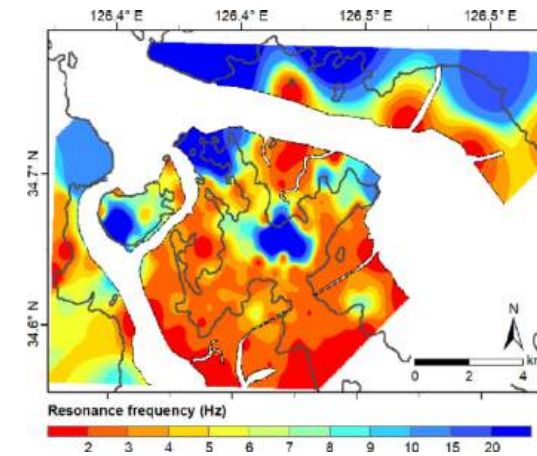 126.4° E 126.4° E 126.5° E 126.5° E
34.7° N
34.6° N
N
0 2 4
km
Resonance frequency (Hz)
2 3 4 5 6 7 8 9 10 15 20